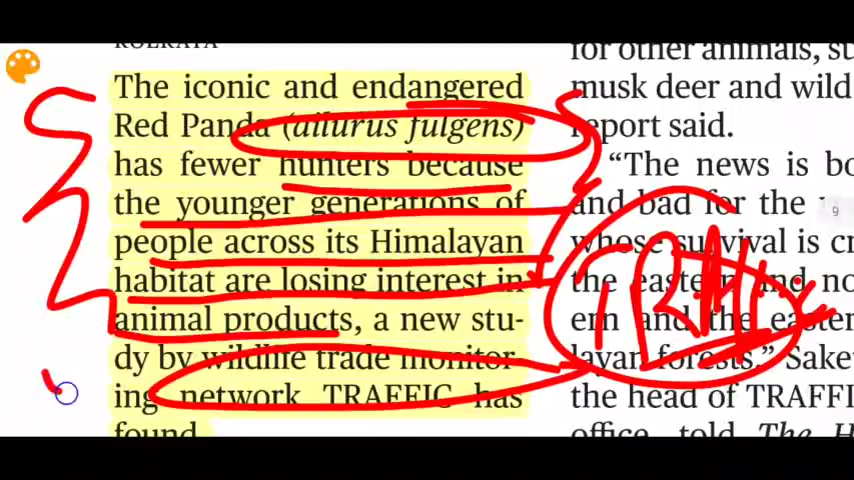 KOLKATA
The iconic and endangered
Red Panda (ailurus fulgens)
has fewer hunters because
the younger generations of
people across its Himalayan
habitat are losing interest in
animal products, a new stu-
dy by wildlife trade monitor-
ing network TRAFFIC has
found.
for other animals, su
musk deer and wild
report said.
“The news is bo
and bad for the
whose survival is cr
the eastern and no
ern and the easter
layan forests.” Sake
the head of TRAFFI
office, told The H
9